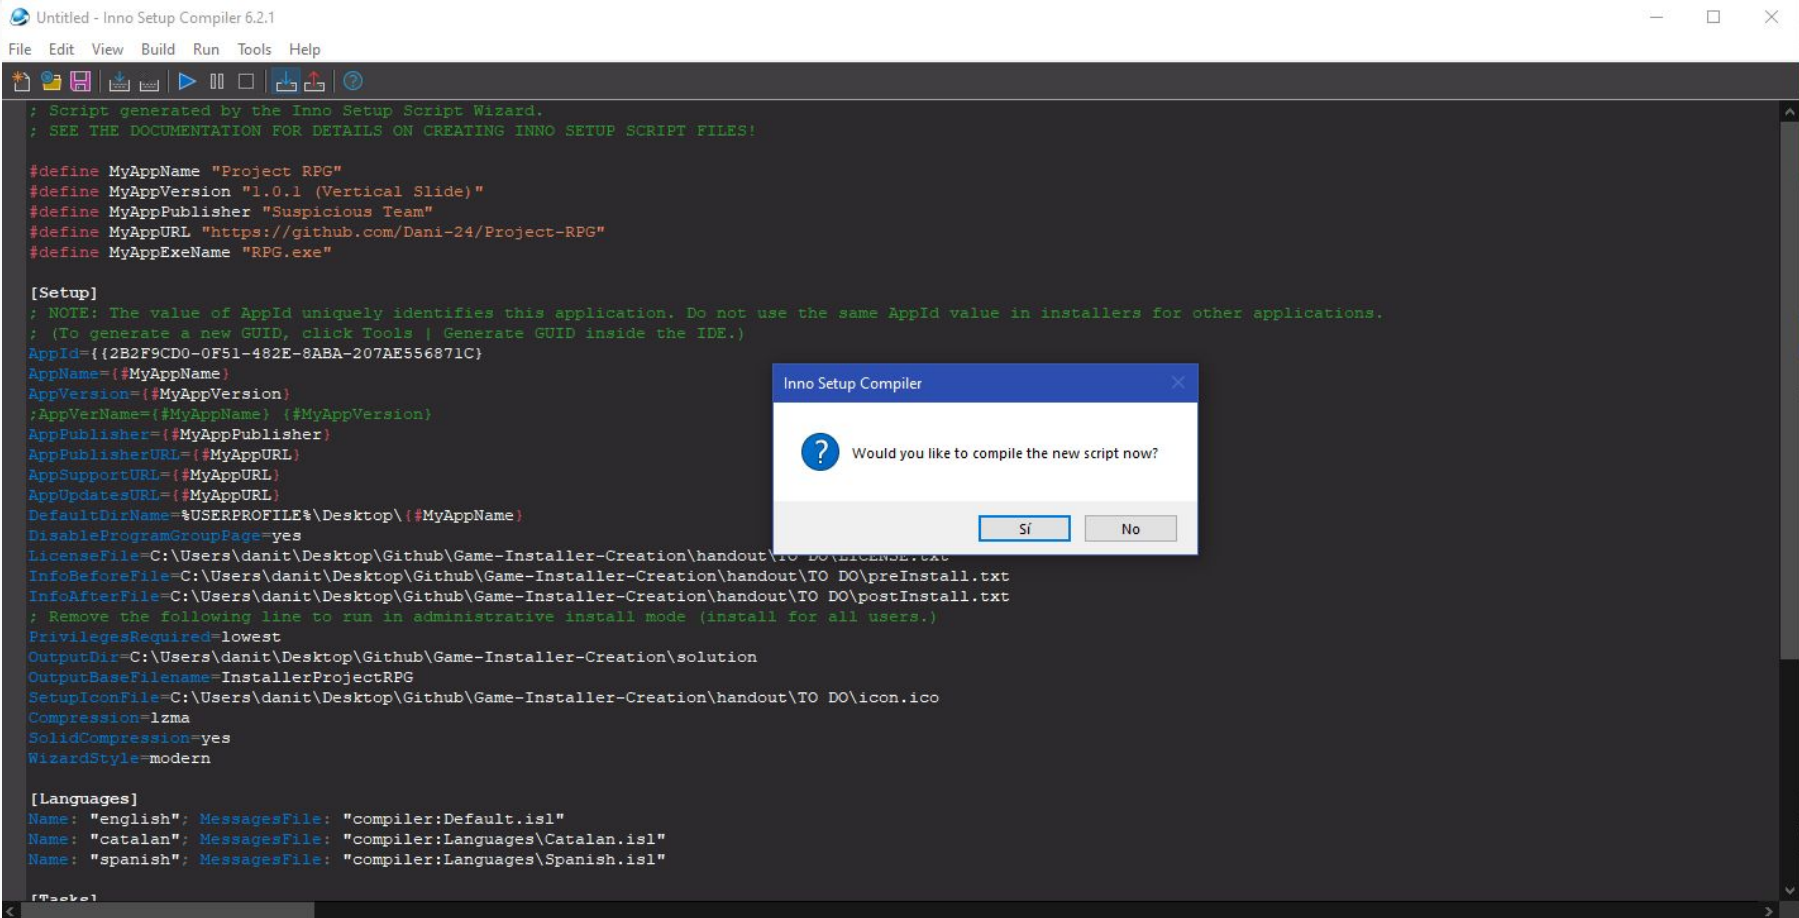 Untitled - Inno Setup Compiler 6.2.1
File Edit View Build Run Tools Help
; Script generated by the Inno Setup Script Wizard.
; SEE THE DOCUMENTATION FOR DETAILS ON CREATING INNO SETUP SCRIPT FILES!
#define MyAppName "Project RPG"
#define MyAppVersion "1.0.1 (Vertical Slide)"
#define MyAppPublisher "Suspicious Team"
#define MyAppURL "https://github.com/Dani-24/Project-RPG"
#define MyAppExeName "RPG.exe"
[Setup]
; NOTE: The value of AppId uniquely identifies this application. Do not use the same AppId value in installers for other applications.
; (To generate a new GUID, click Tools | Generate GUID inside the IDE.)
AppId={{2B2F9CD0-0F51-482E-8ABA-207AE556871C}
AppName={#MyAppName}
AppVersion={#MyAppVersion}
;AppVerName={#MyAppName} {#MyAppVersion}
AppPublisher={#MyAppPublisher}
AppPublisherURL={#MyAppURL}
AppSupportURL={#MyAppURL}
AppUpdatesURL={#MyAppURL}
DefaultDirName=%USERPROFILE%\Desktop\{#MyAppName}
DisableProgramGroupPage=yes
LicenseFile=C:\Users\danit\Desktop\Github\Game-Installer-Creation\handout\TO DO\LICENSE.txt
InfoBeforeFile=C:\Users\danit\Desktop\Github\Game-Installer-Creation\handout\TO DO\preInstall.txt
InfoAfterFile=C:\Users\danit\Desktop\Github\Game-Installer-Creation\handout\TO DO\postInstall.txt
; Remove the following line to run in administrative install mode (install for all users.)
PrivilegesRequired=lowest
OutputDir=C:\Users\danit\Desktop\Github\Game-Installer-Creation\solution
OutputBaseFilename=InstallerProjectRPG
SetupIconFile=C:\Users\danit\Desktop\Github\Game-Installer-Creation\handout\TO DO\icon.ico
Compression=lzma
SolidCompression=yes
WizardStyle=modern
[Languages]
Name: "english"; MessagesFile: "compiler:Default.isl"
Name: "catalan"; MessagesFile: "compiler:Languages\Catalan.isl"
Name: "spanish"; MessagesFile: "compiler:Languages\Spanish.isl"
[Tasks]
Inno Setup Compiler
Would you like to compile the new script now?
Sí No